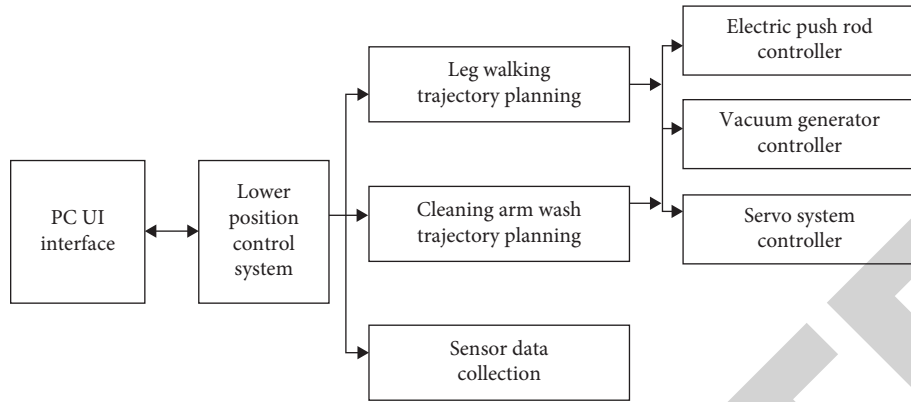 PC UI
interface
Lower
position
control
system
Leg walking
trajectory planning
Cleaning arm wash
trajectory planning
Sensor data
collection
Electric push rod
controller
Vacuum generator
controller
Servo system
controller